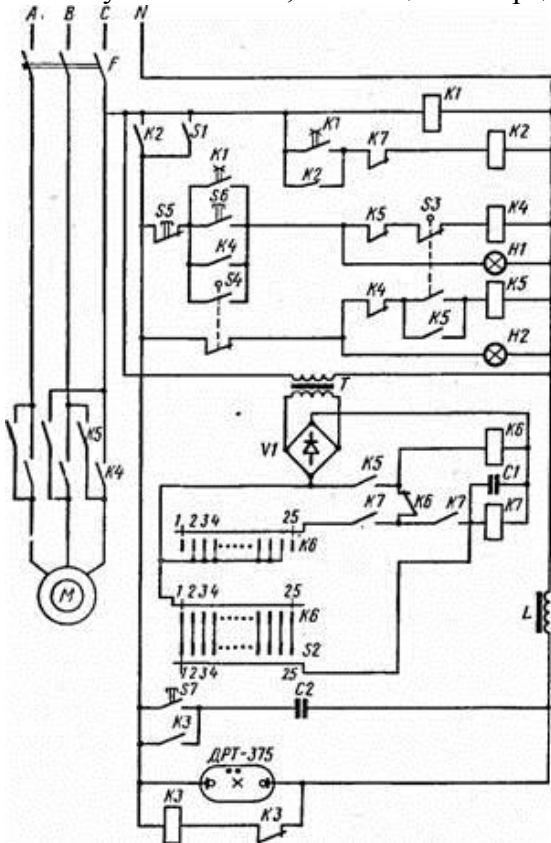 A B C N
F
K1
K2 S1 K1 K7 K2
K1 K2
S5 S6 K5 S3 K4
K4 H1
S4 K4 K5
K5 H2
T
V1
K5 K6
K5 C1
K4 K7 K6 K7 K7
1 2 3 4 25
K6
M
1 2 3 4 25
K6 L
S2
1 2 3 4 25
S7 C2
K3
ДРТ-375
K3 K3